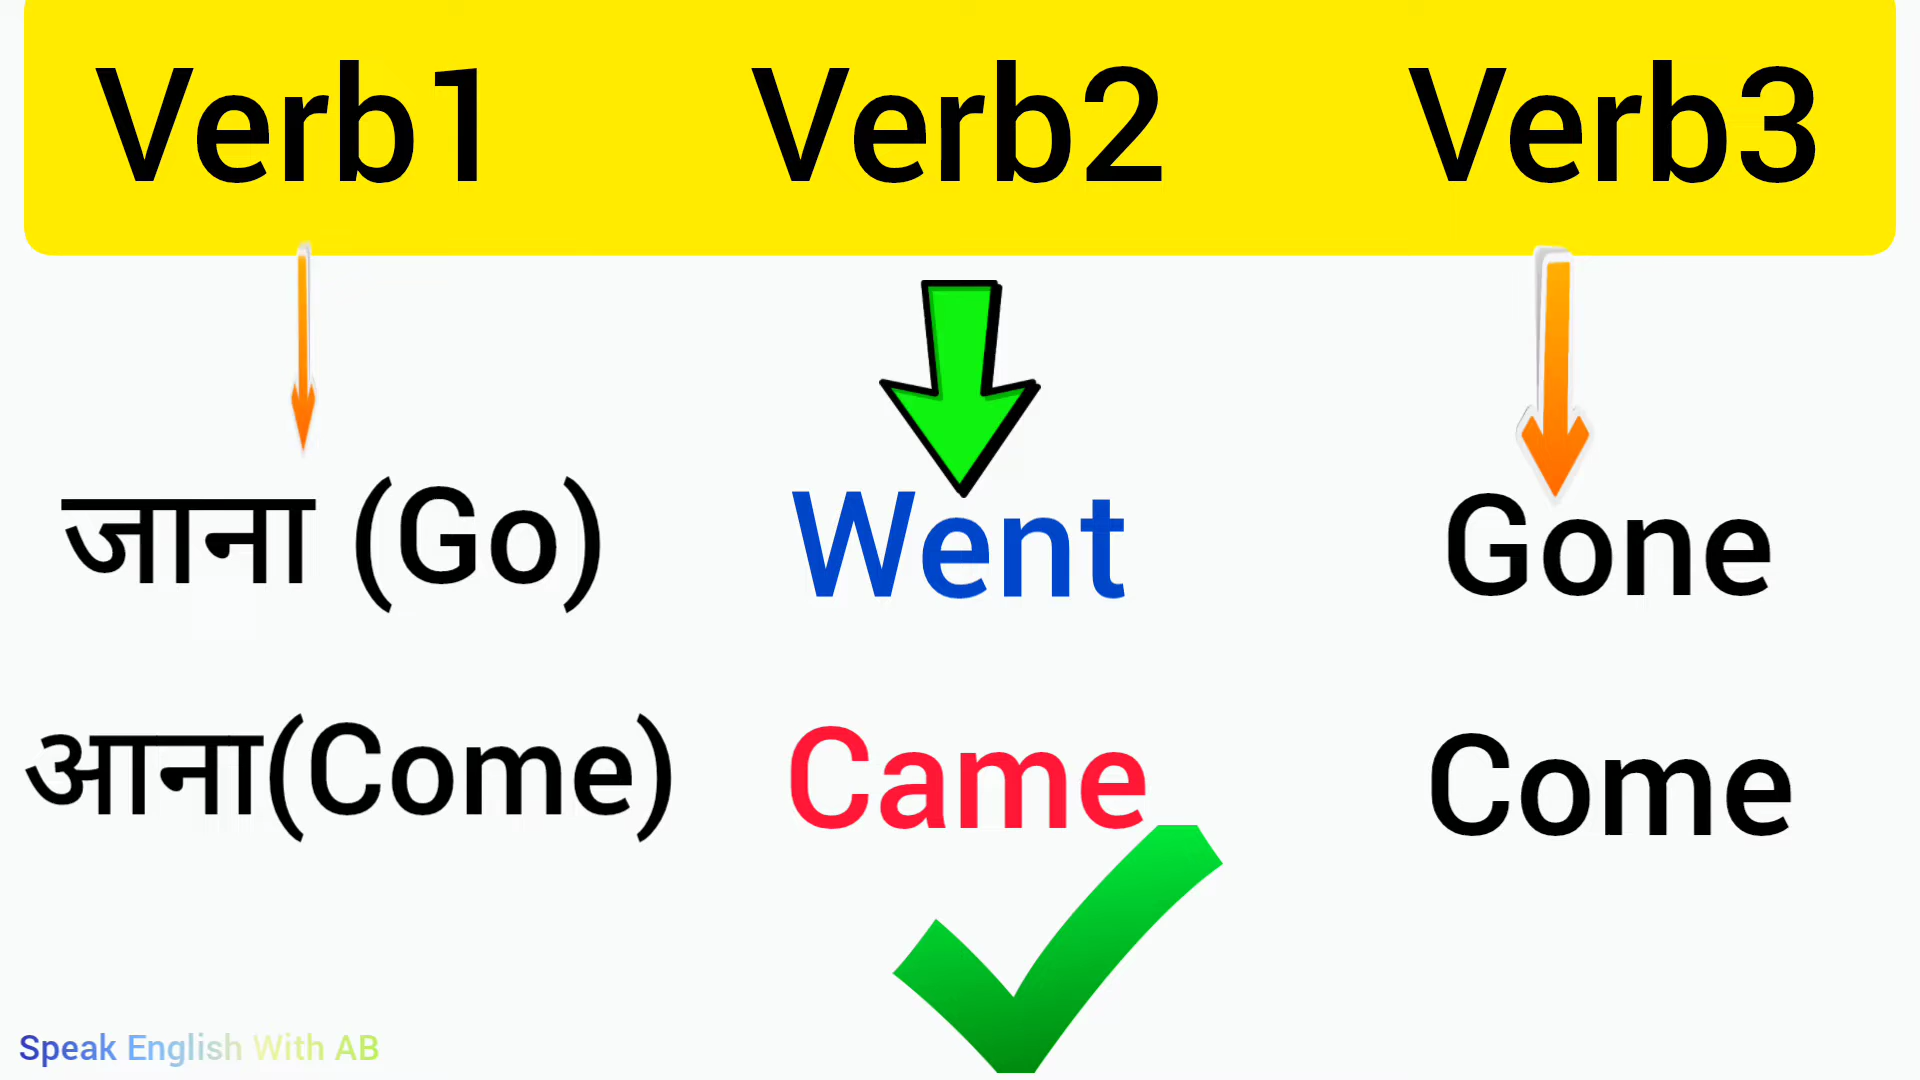 Verb1 Verb2 Verb3
जाना (Go) Went Gone
आना(Come) Came Come
Speak English With AB